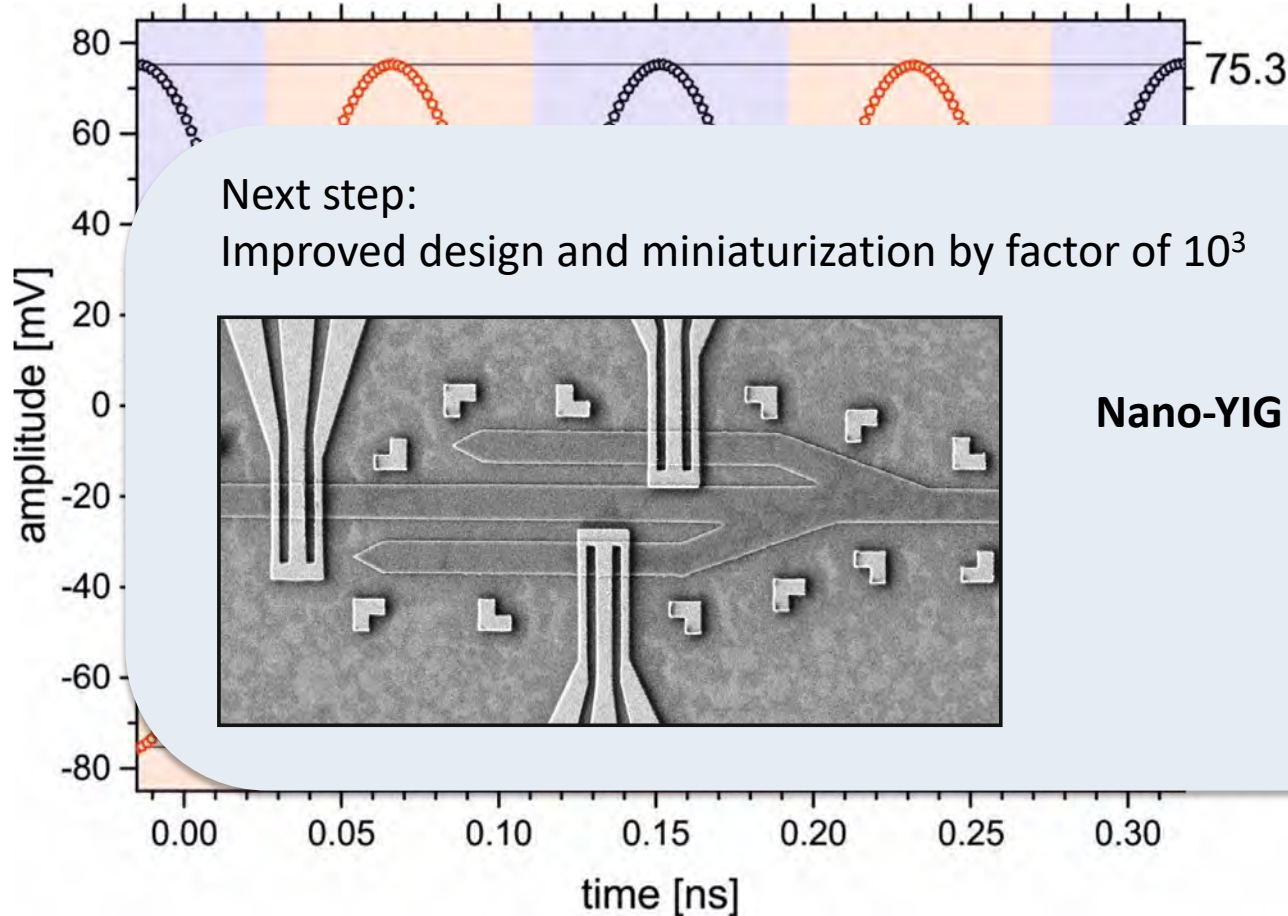 80
75.3
60
Next step:
Improved design and miniaturization by factor of 10³
40
20
0
Nano-YIG
-20
-40
-60
-80
amplitude [mV]
0.00 0.05 0.10 0.15 0.20 0.25 0.30
time [ns]